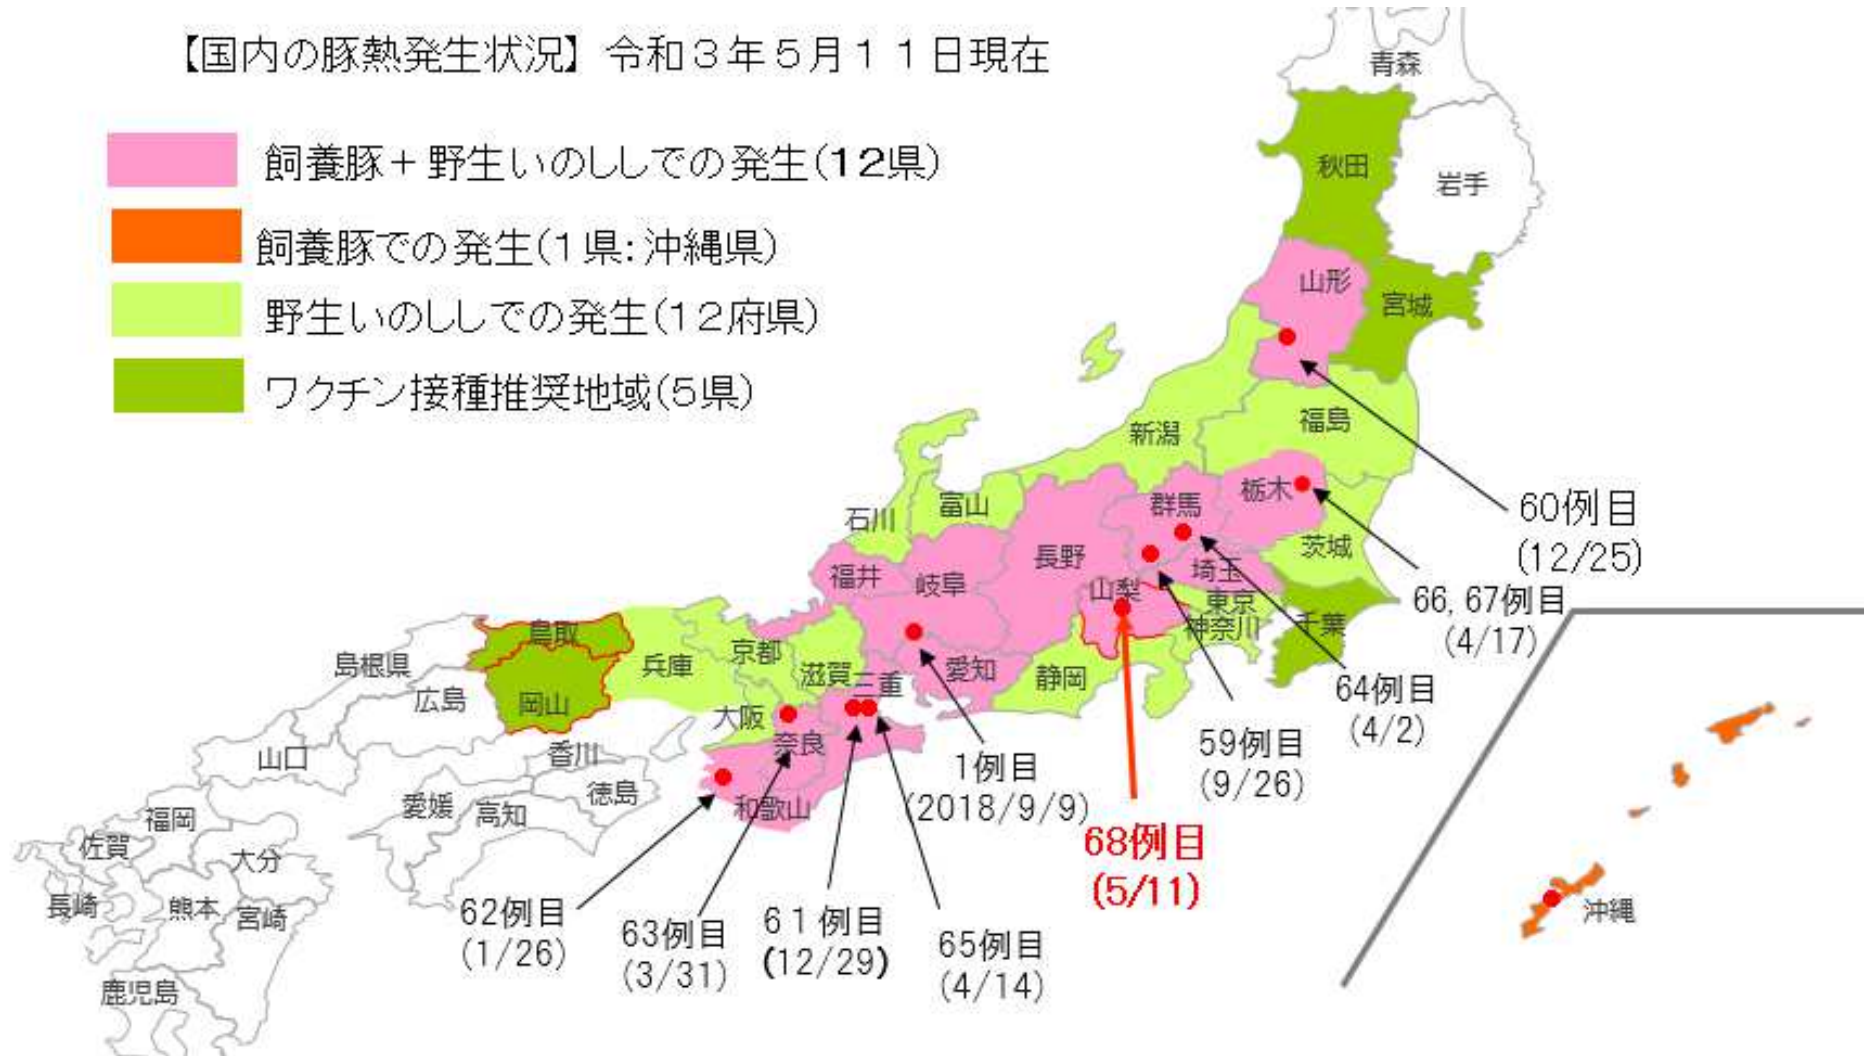 【国内の豚熱発生状況】 令和３年５月１１日現在
飼養豚＋野生いのししでの発生(12県)
飼養豚での発生(１県：沖縄県)
野生いのししでの発生(１２府県)
ワクチン接種推奨地域(５県)
青森
秋田
岩手
山形
宮城
新潟
福島
石川
富山
群馬
栃木
茨城
福井
岐阜
長野
埼玉
山梨
東京
神奈川
千葉
鳥取
島根県
兵庫
京都
滋賀
三重
愛知
静岡
広島
岡山
大阪
奈良
和歌山
山口
香川
徳島
愛媛
高知
福岡
佐賀
大分
長崎
熊本
宮崎
鹿児島
沖縄
60例目
(12/25)
66, 67例目
(4/17)
64例目
(4/2)
59例目
(9/26)
1例目
(2018/9/9)
68例目
(5/11)
62例目
(1/26)
63例目
(3/31)
６１例目
(12/29)
65例目
(4/14)